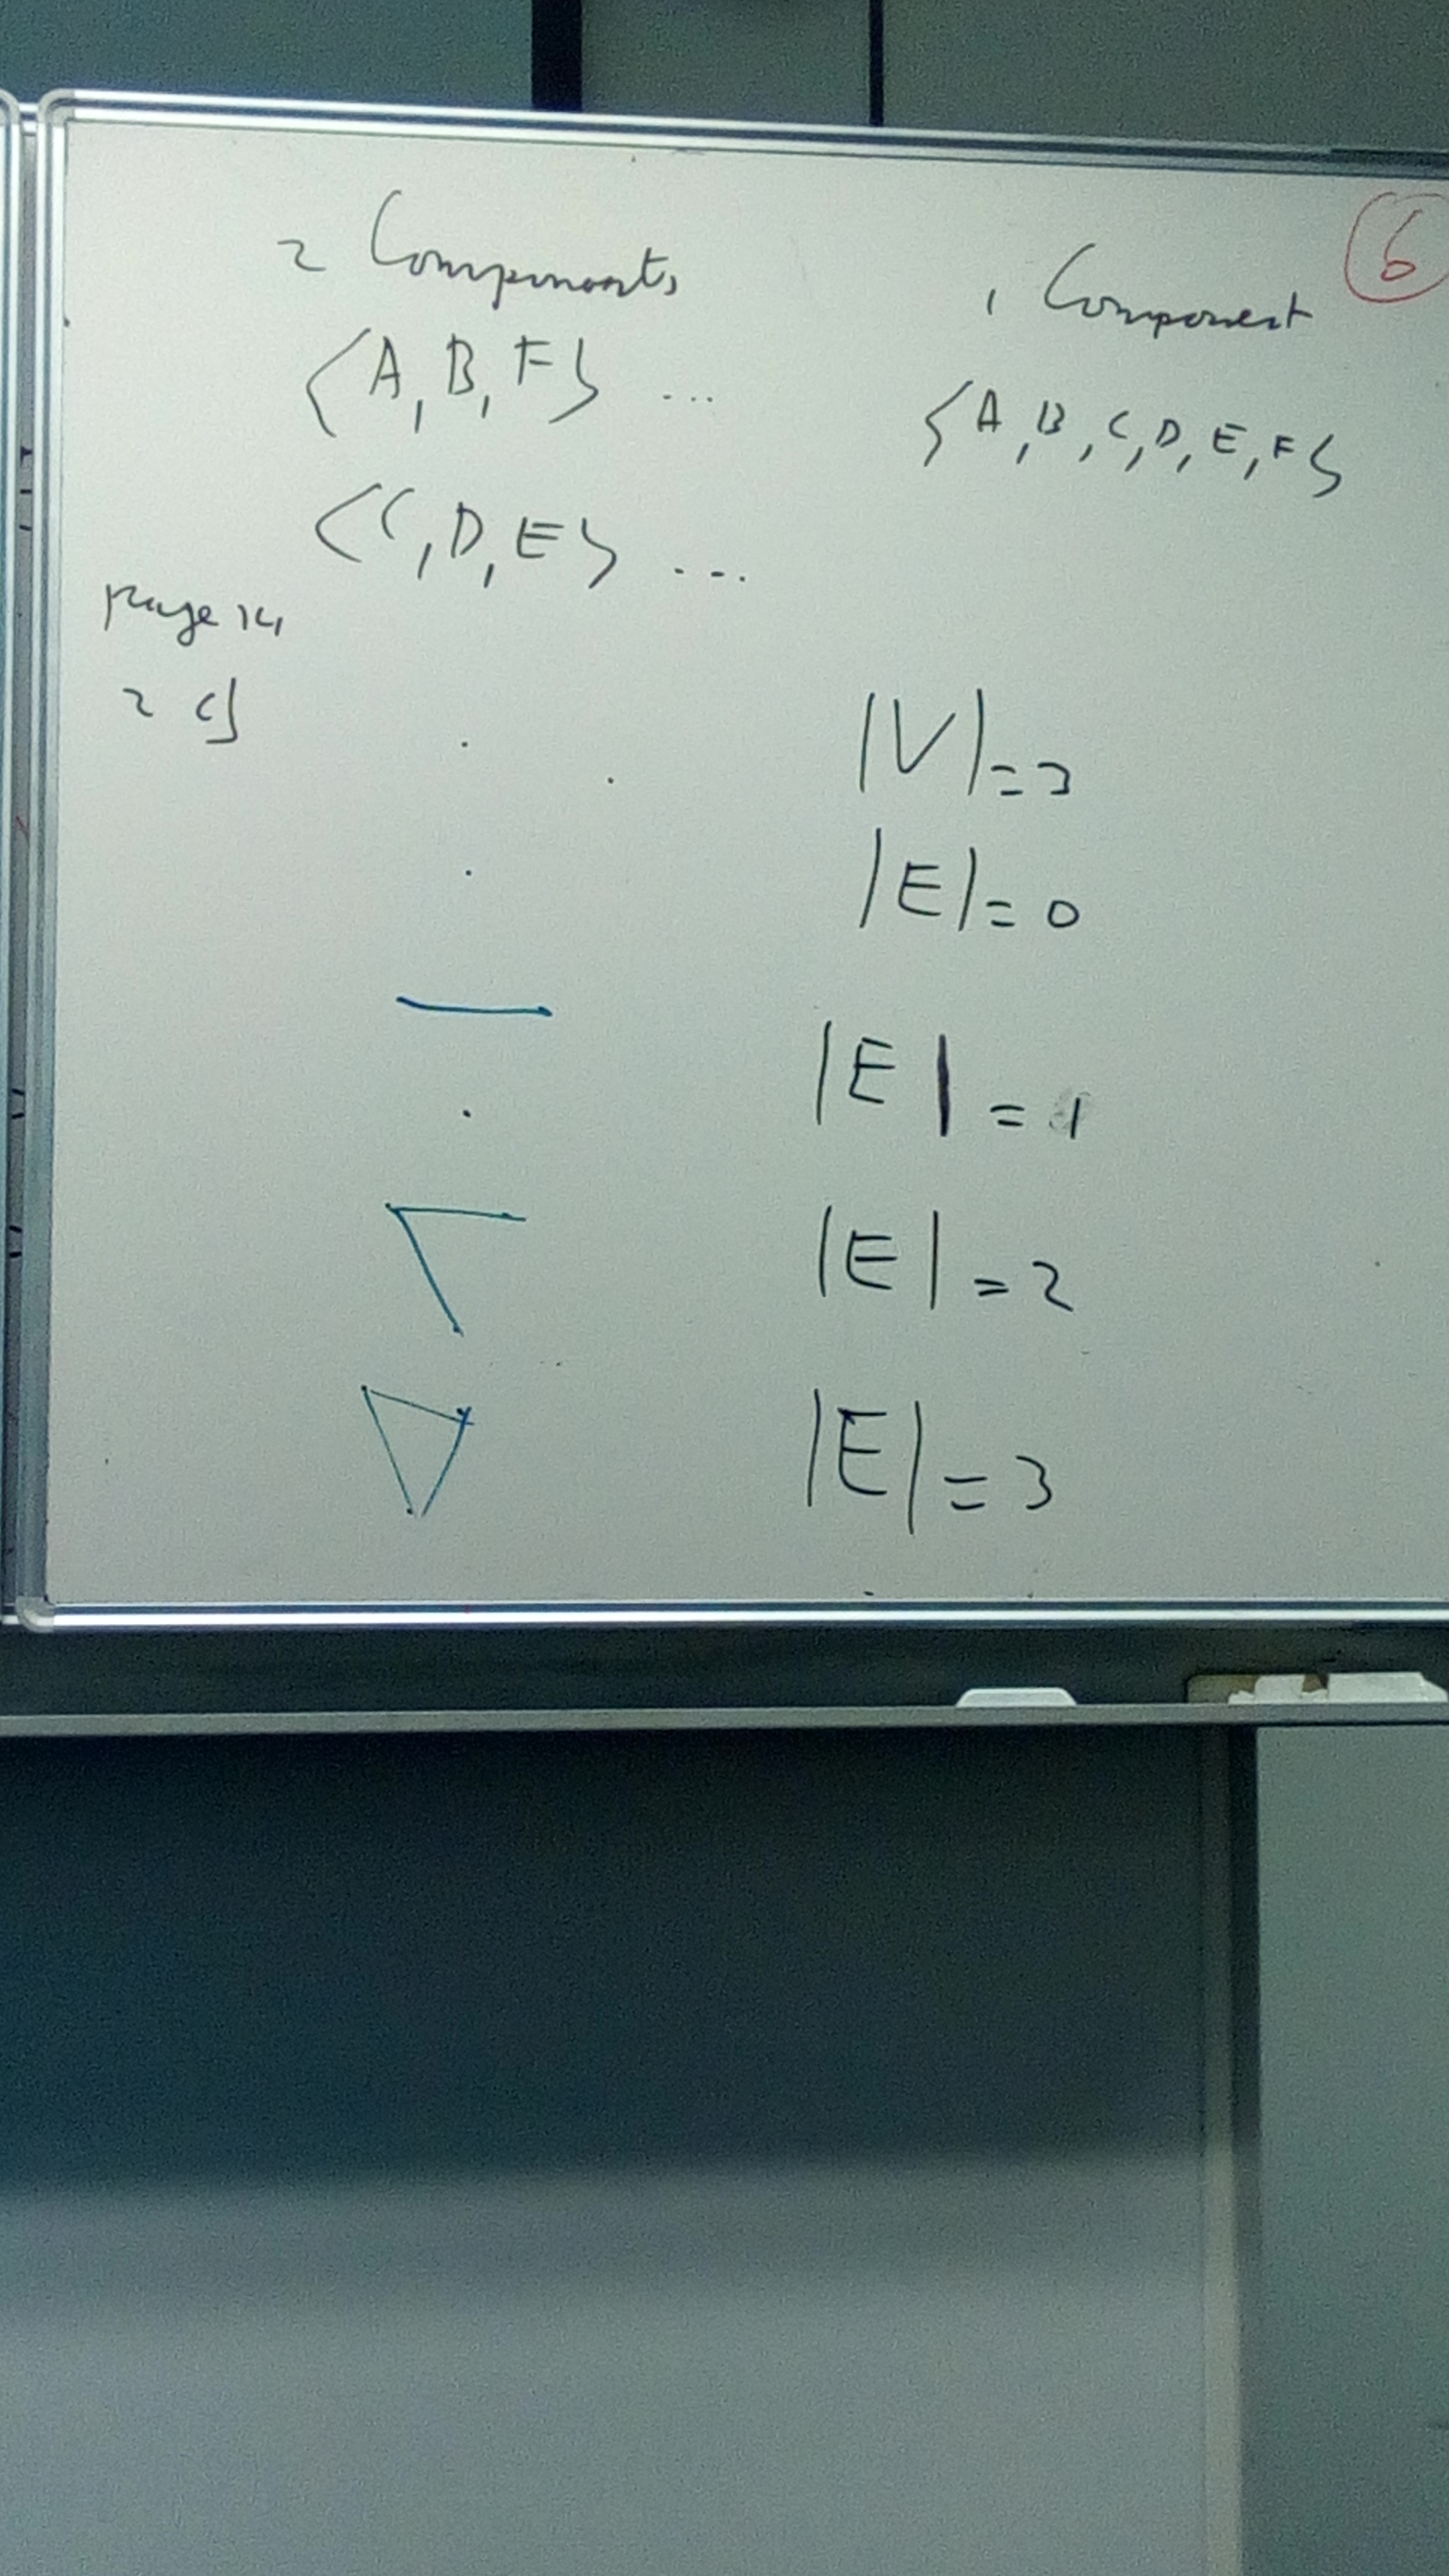 2 Components
{A, B, F} ...
{C, D, E} ...
1 Component
{A, B, C, D, E, F}
6
page 14
2 c)
|V| = 3
|E| = 0
|E| = 1
|E| = 2
|E| = 3